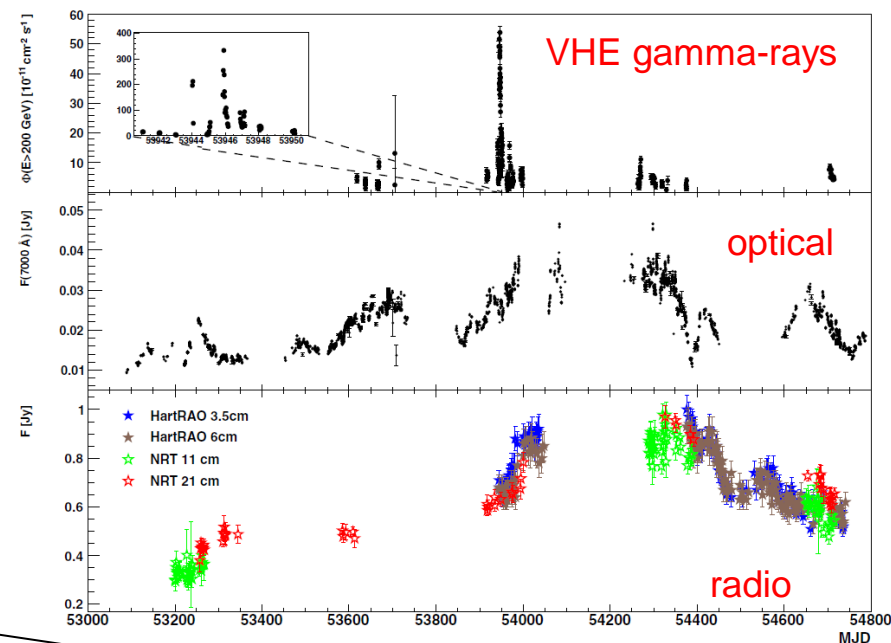 60
50
40
30
20
10
Φ(E>200 GeV) [10⁻¹¹ cm⁻² s⁻¹]
400
300
200
100
0
53942 53944 53946 53948 53950
VHE gamma-rays
0.05
0.04
0.03
0.02
0.01
F(7000 Å) [Jy]
optical
1
0.8
0.6
0.4
0.2
F [Jy]
HartRAO 3.5cm
HartRAO 6cm
NRT 11 cm
NRT 21 cm
radio
53000 53200 53400 53600 53800 54000 54200 54400 54600 54800
MJD